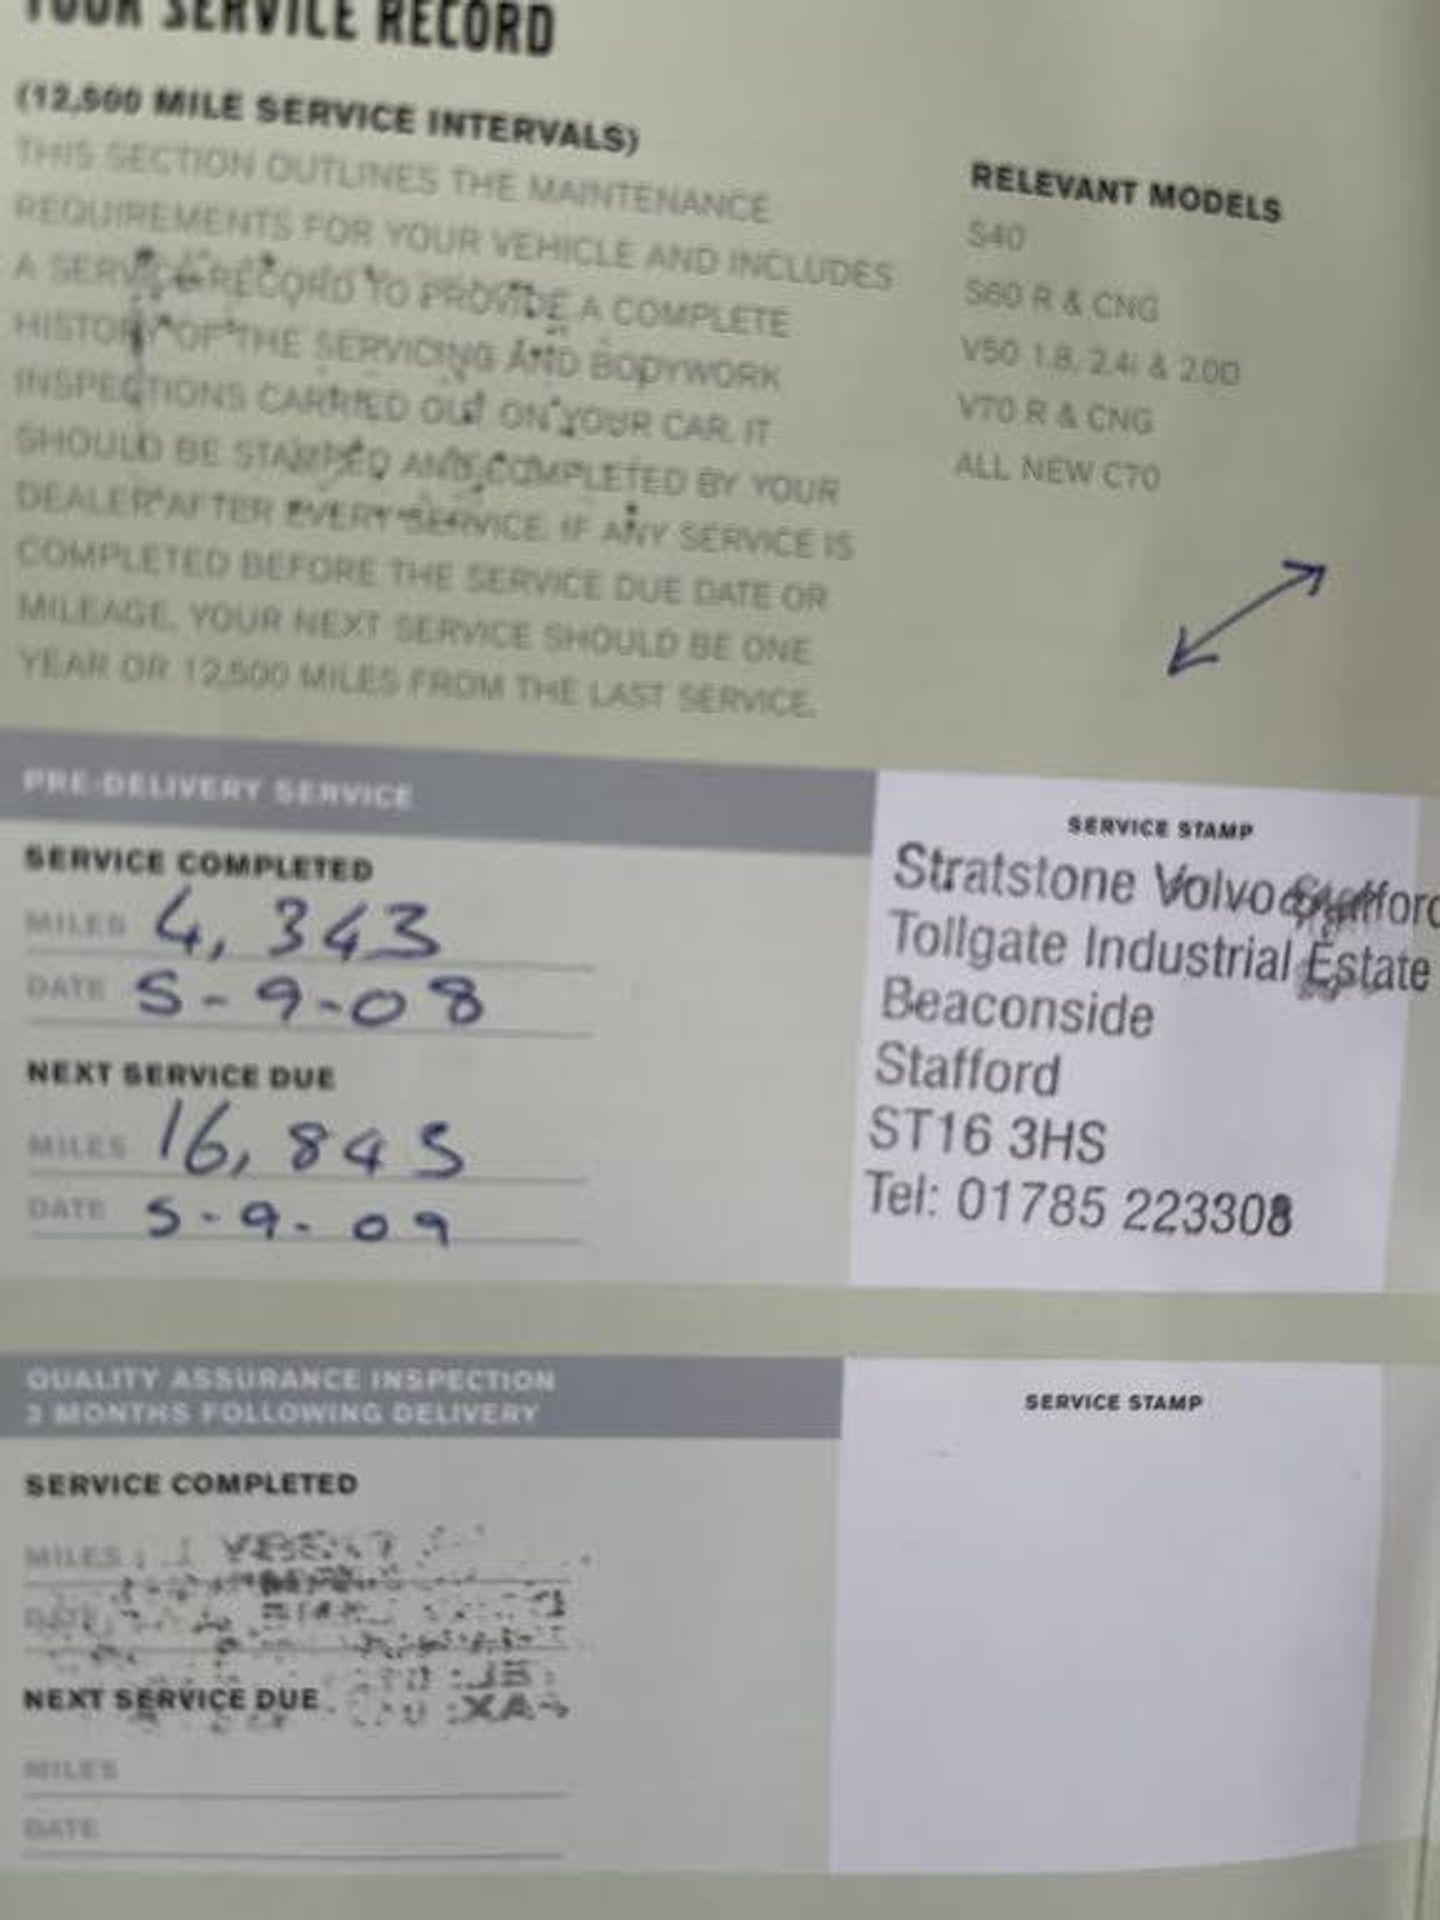 YOUR SERVICE RECORD
(12,500 MILE SERVICE INTERVALS)
THIS SECTION OUTLINES THE MAINTENANCE
REQUIREMENTS FOR YOUR VEHICLE AND INCLUDES
A SERVICE RECORD TO PROVIDE A COMPLETE
HISTORY OF THE SERVICING AND BODYWORK
INSPECTIONS CARRIED OUT ON YOUR CAR. IT
SHOULD BE STAMPED AND COMPLETED BY YOUR
DEALER AFTER EVERY SERVICE. IF ANY SERVICE IS
COMPLETED BEFORE THE SERVICE DUE DATE OR
MILEAGE, YOUR NEXT SERVICE SHOULD BE ONE
YEAR OR 12,500 MILES FROM THE LAST SERVICE.
RELEVANT MODELS
S40
S60 R & CNG
V50 1.8, 2.4i & 2.0D
V70 R & CNG
ALL NEW C70
PRE-DELIVERY SERVICE
SERVICE COMPLETED
MILES 4,343
DATE 5-9-08
NEXT SERVICE DUE
MILES 16,843
DATE 5-9-09
SERVICE STAMP
Stratstone Volvo Stafford
Tollgate Industrial Estate
Beaconside
Stafford
ST16 3HS
Tel: 01785 223308
QUALITY ASSURANCE INSPECTION
3 MONTHS FOLLOWING DELIVERY
SERVICE COMPLETED
MILES
DATE
NEXT SERVICE DUE
MILES
DATE
SERVICE STAMP